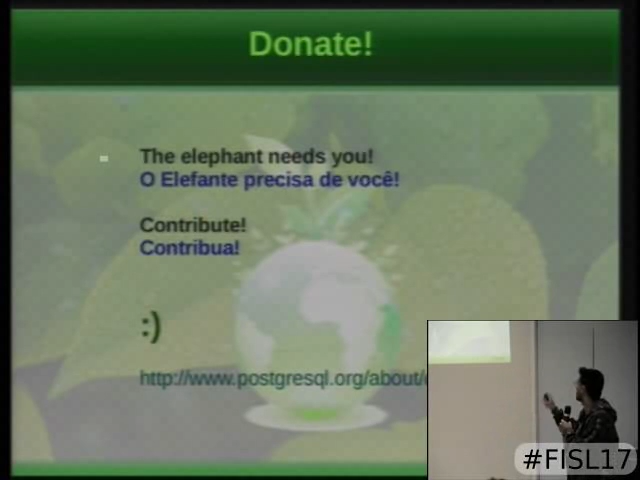 Donate!
The elephant needs you!
O Elefante precisa de você!
Contribute!
Contribua!
:)
http://www.postgresql.org/about/
#FISL17